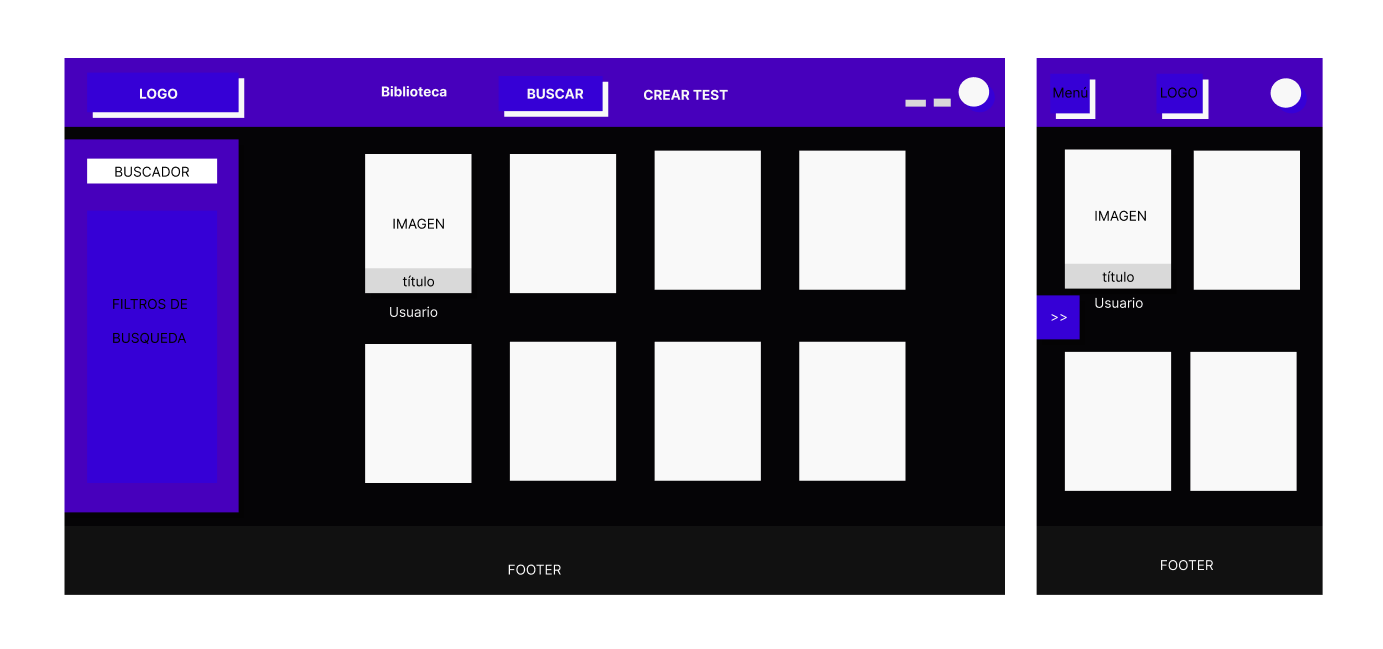 LOGO
Biblioteca
BUSCAR
CREAR TEST
BUSCADOR
FILTROS DE
BUSQUEDA
IMAGEN
título
Usuario
FOOTER
Menú
LOGO
IMAGEN
título
Usuario
>>
FOOTER